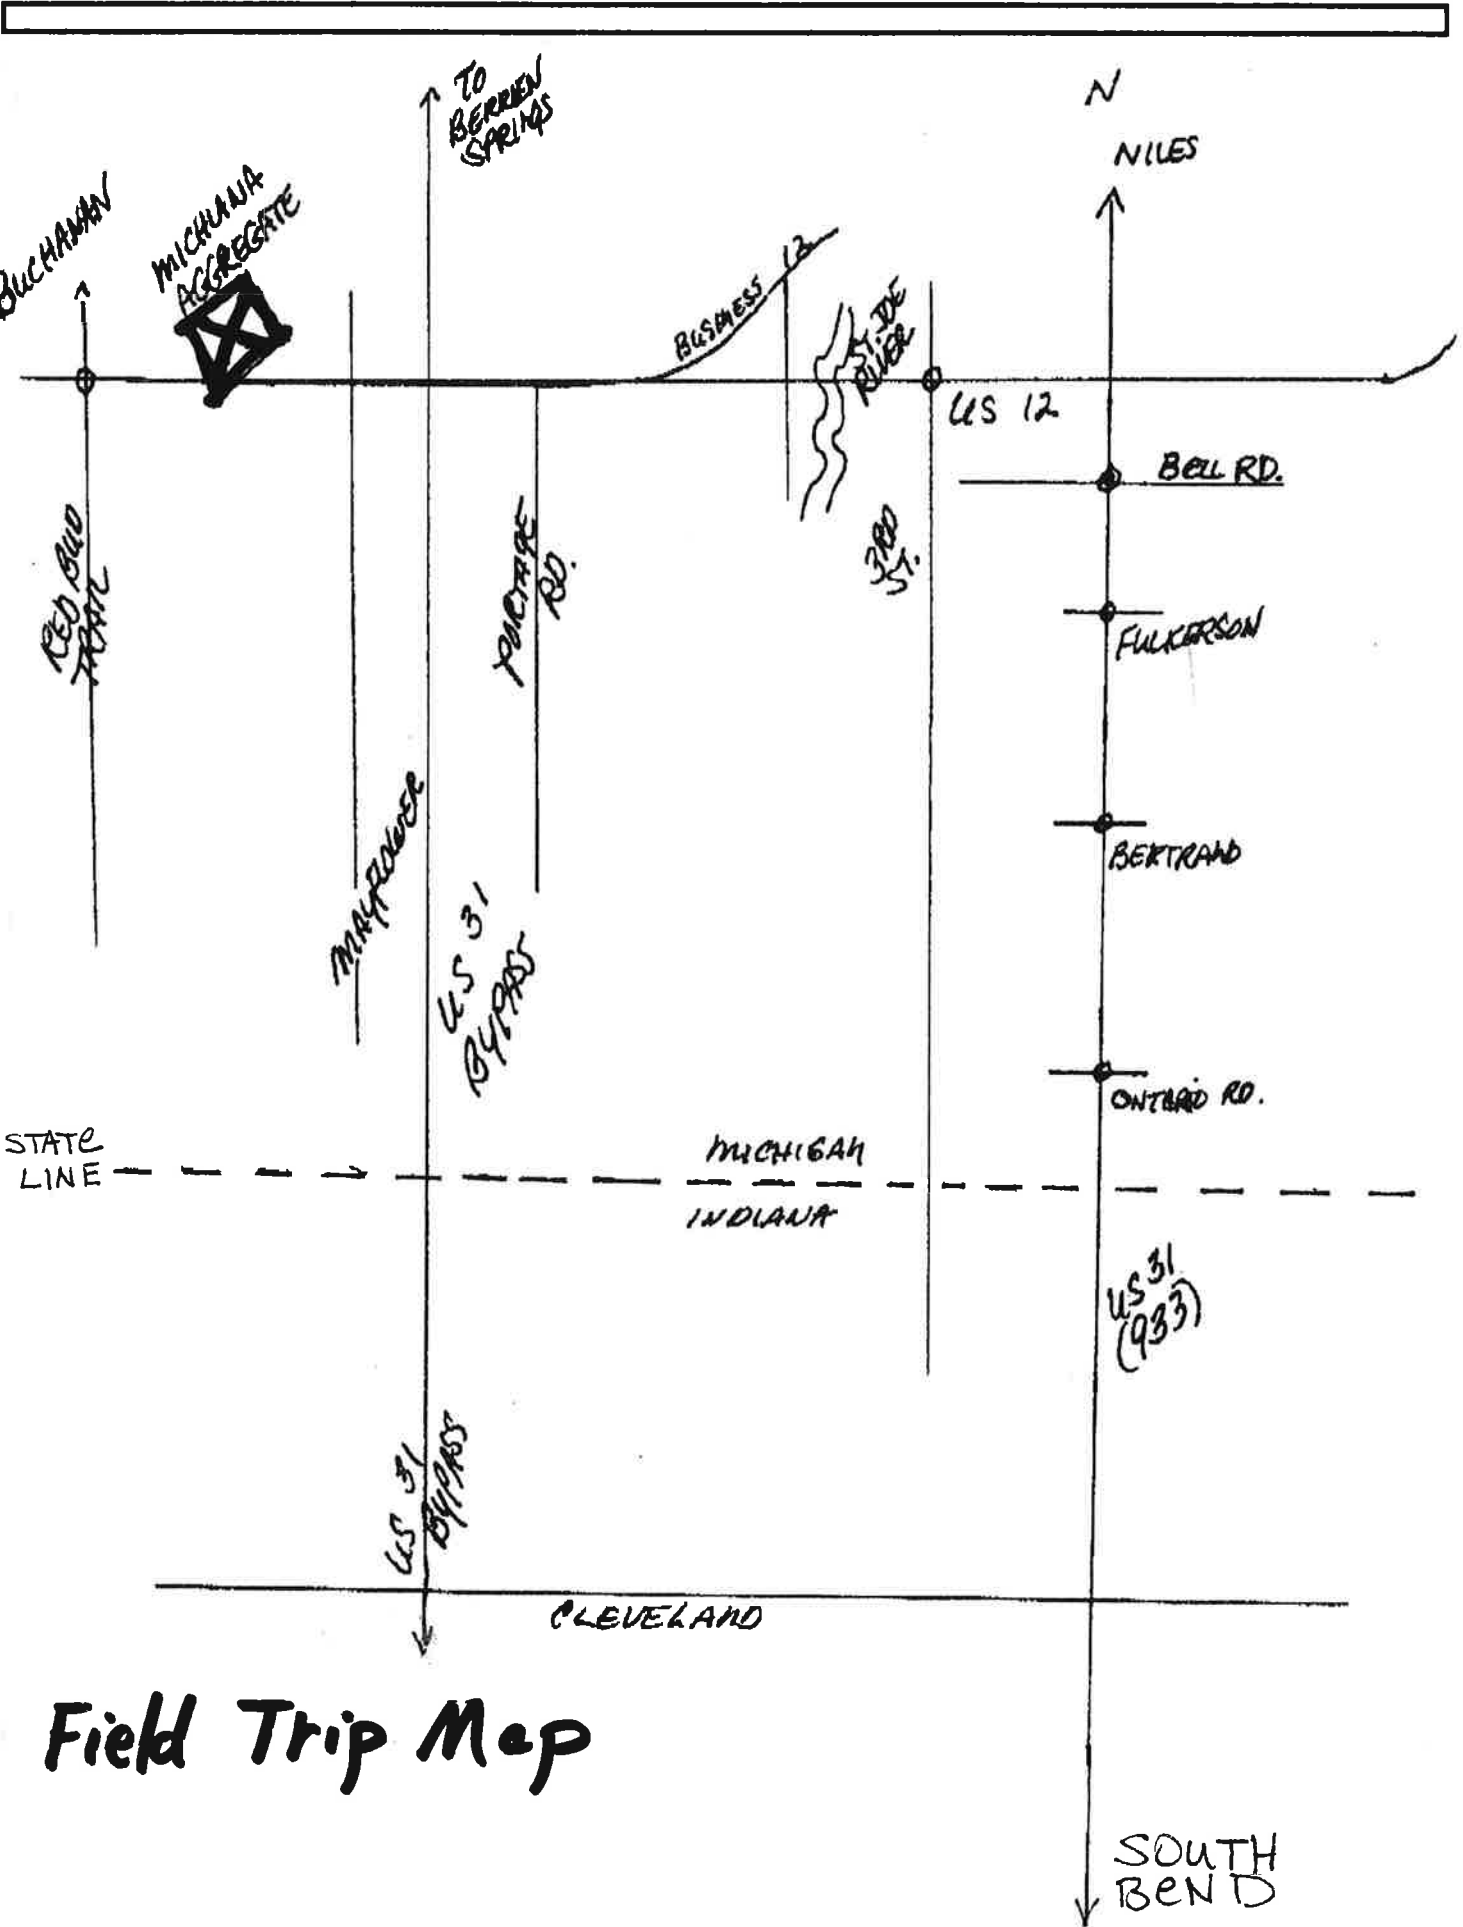 TO
BERRIEN
SPRINGS
N
NILES
BUCHANAN
MICHIANA
AGGREGATE
BUSINESS 12
ST. JOE
RIVER
US 12
BELL RD.
RED BUD
TRAIL
PORTAGE
RD.
3RD
ST.
FULKERSON
MAYFLOWER
BERTRAND
US 31
BYPASS
ONTARIO RD.
STATE
LINE
MICHIGAN
INDIANA
US 31
(933)
US 31
BYPASS
CLEVELAND
Field Trip Map
SOUTH
BEND